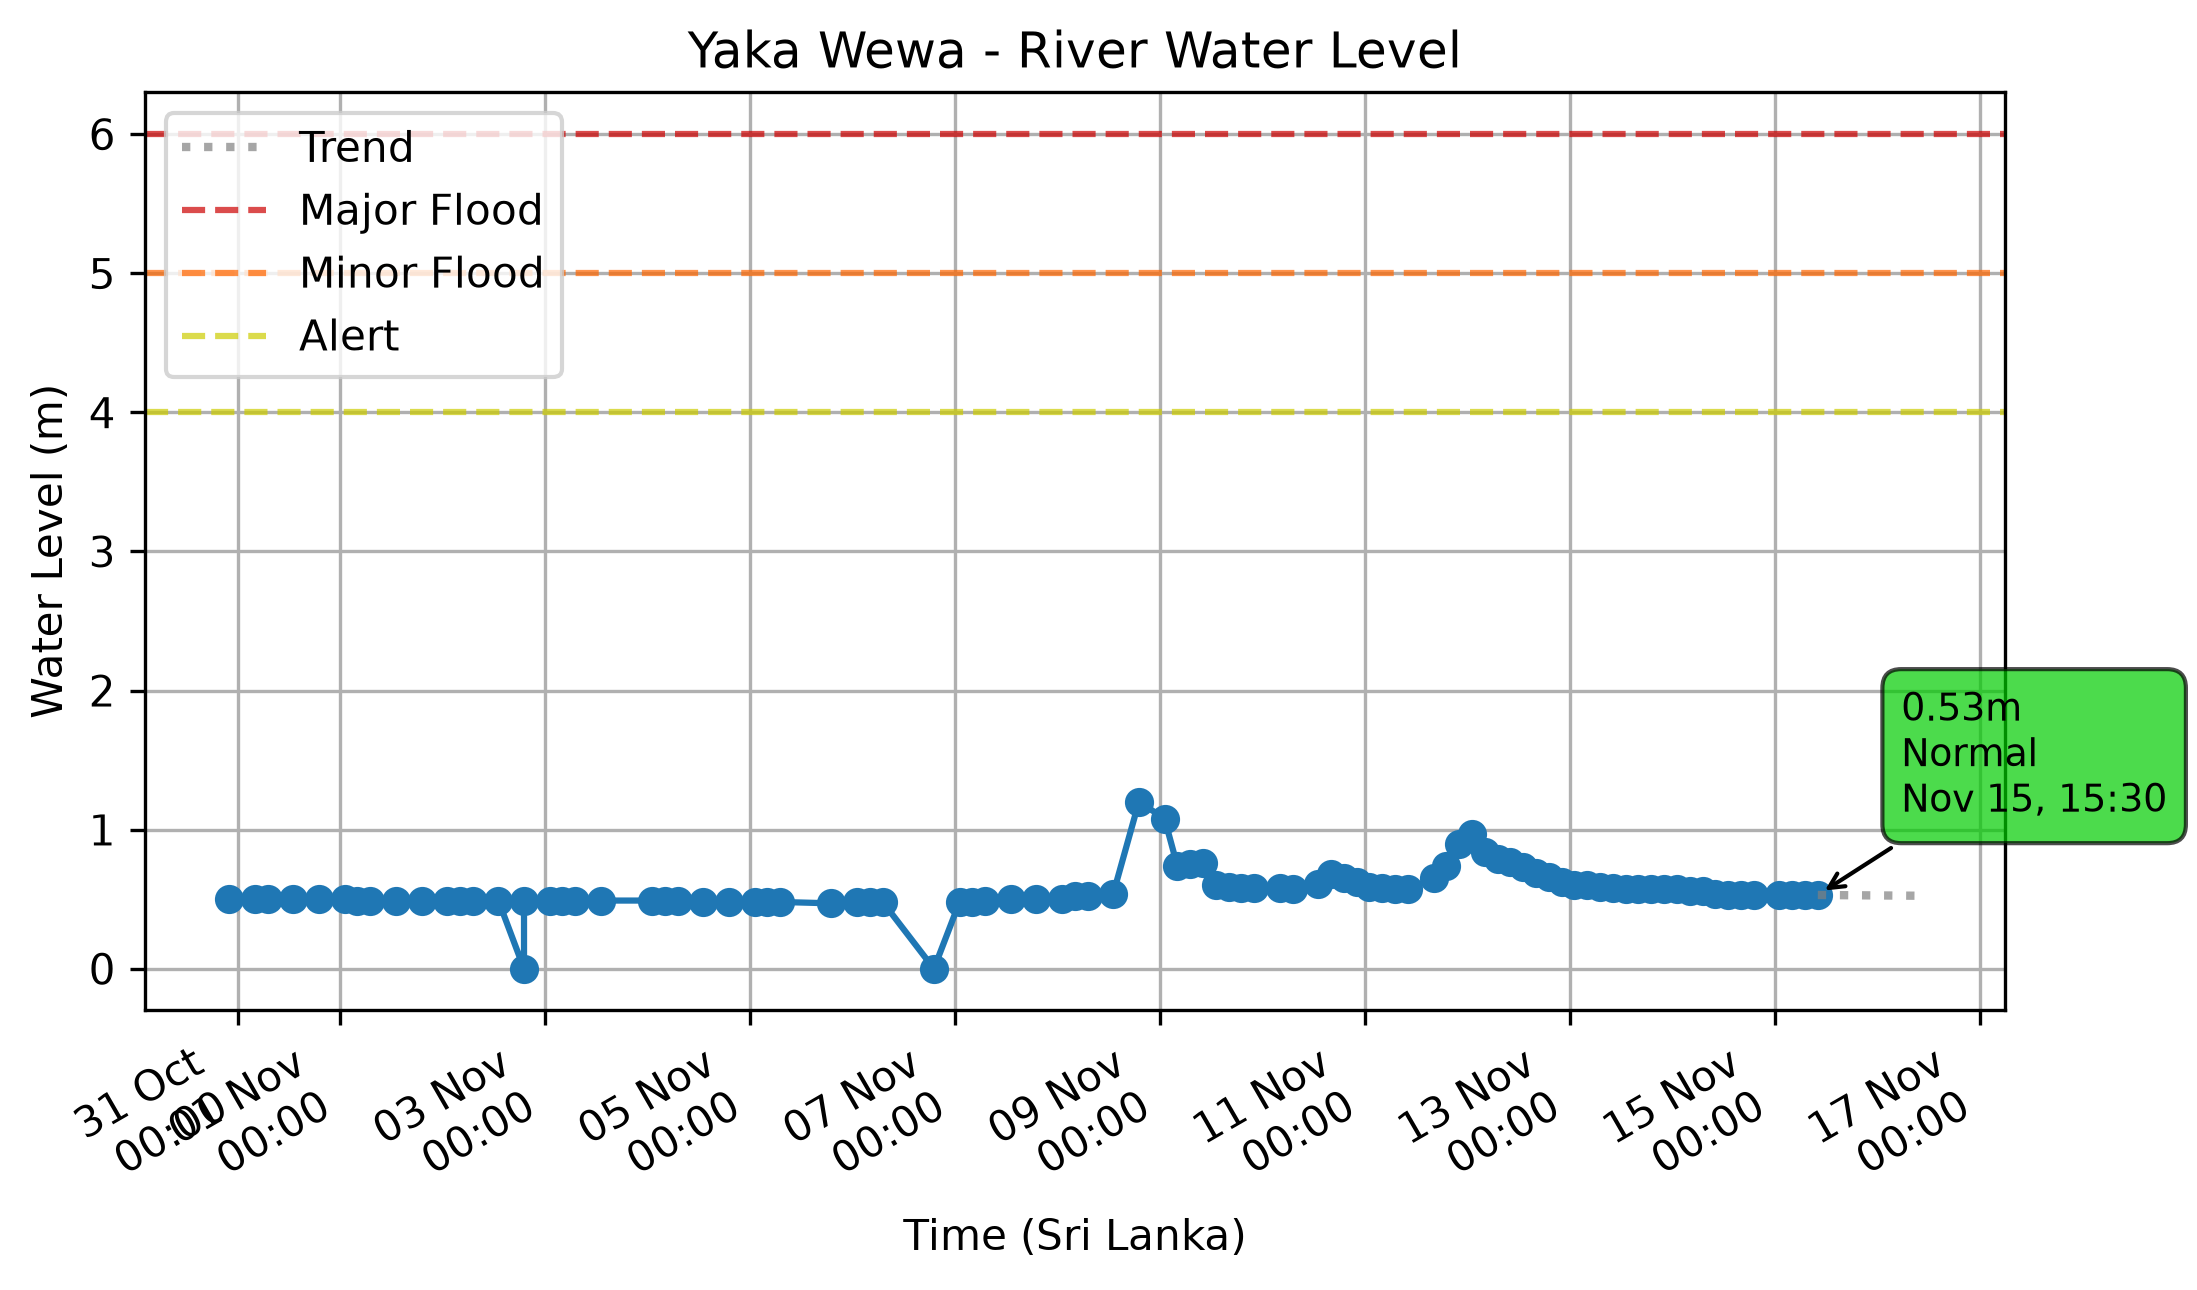 Yaka Wewa - River Water Level
Trend
Major Flood
Minor Flood
Alert
Water Level (m)
6
5
4
3
2
1
0
0.53m
Normal
Nov 15, 15:30
31 Oct
00:00
01 Nov
00:00
03 Nov
00:00
05 Nov
00:00
07 Nov
00:00
09 Nov
00:00
11 Nov
00:00
13 Nov
00:00
15 Nov
00:00
17 Nov
00:00
Time (Sri Lanka)